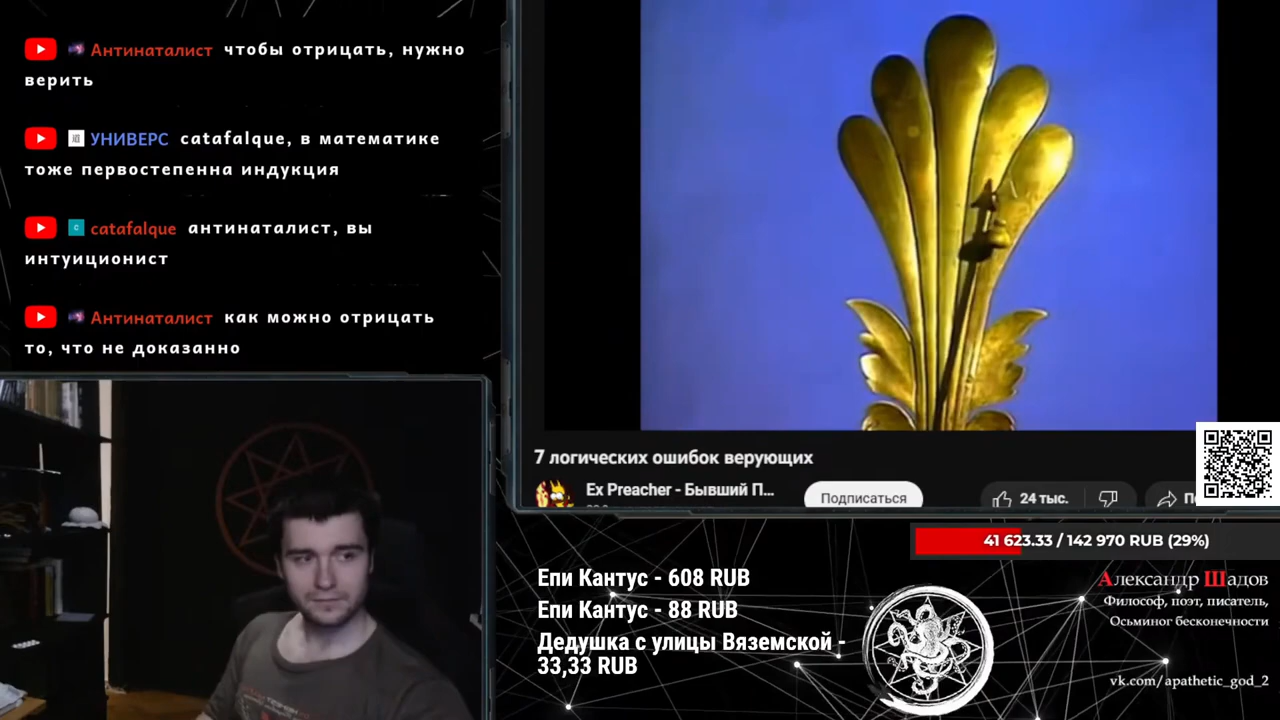 Антинаталист чтобы отрицать, нужно
верить
УНИВЕРС catafalque, в математике
тоже первостепенна индукция
catafalque антинаталист, вы
интуиционист
Антинаталист как можно отрицать
то, что не доказанно
7 логических ошибок верующих
Ex Preacher - Бывший П...
Подписаться
24 тыс.
41 623.33 / 142 970 RUB (29%)
Епи Кантус - 608 RUB
Епи Кантус - 88 RUB
Дедушка с улицы Вяземской -
33,33 RUB
Александр Шадов
Философ, поэт, писатель,
Осьминог бесконечности
vk.com/apathetic_god_2